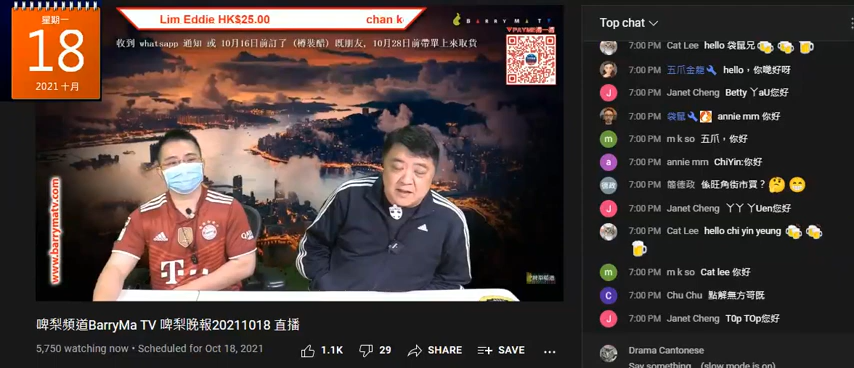 星期一
18
2021 十月
Lim Eddie HK$25.00
chan k
BARRYMATV
收到 whatsapp 通知 或 10月16日前訂了 (樽裝醋) 既朋友, 10月28日前帶單上來取貨
www.barrymatv.com
T
啤梨頻道BarryMa TV 啤梨晚報20211018 直播
5,750 watching now • Scheduled for Oct 18, 2021
1.1K
29
SHARE
SAVE
Top chat
7:00 PM Cat Lee hello 袋鼠兄
7:00 PM 五爪金龍 hello，你哋好呀
J
7:00 PM Janet Cheng Betty 丫aU您好
7:00 PM 袋鼠 annie mm 你好
m
7:00 PM m k so 五爪，你好
a
7:00 PM annie mm ChiYin:你好
德政
7:00 PM 德政 係旺角街市買？
J
7:00 PM Janet Cheng 丫丫 丫Uen您好
7:00 PM Cat Lee hello chi yin yeung
m
7:00 PM m k so Cat lee 你好
C
7:00 PM Chu Chu 點解無方哥既
J
7:00 PM Janet Cheng T0p TOp您好
Drama Cantonese
Say something... (slow mode is on)